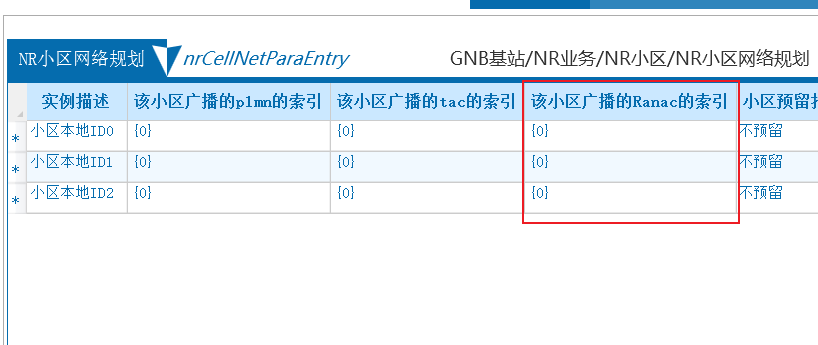 NR小区网络规划 nrCellNetParaEntry GNB基站/NR业务/NR小区/NR小区网络规划
实例描述 该小区广播的plmn的索引 该小区广播的tac的索引 该小区广播的Ranac的索引 小区预留
* 小区本地ID0 {0} {0} {0} 不预留
* 小区本地ID1 {0} {0} {0} 不预留
* 小区本地ID2 {0} {0} {0} 不预留